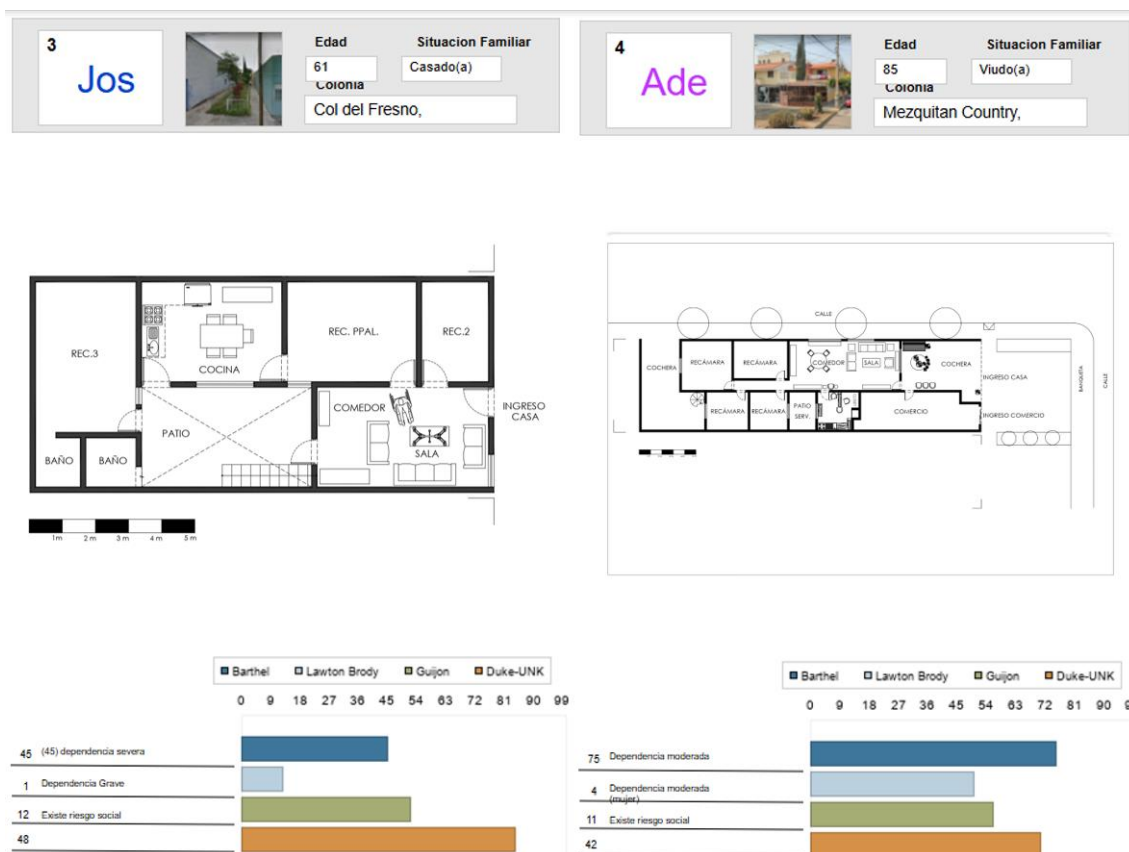 3
Jos
Edad
Situacion Familiar
61
Casado(a)
Colonia
Col del Fresno,
4
Ade
Edad
Situacion Familiar
85
Viudo(a)
Colonia
Mezquitan Country,
REC.3
COCINA
REC. PPAL.
REC.2
COMEDOR
INGRESO
CASA
PATIO
SALA
BAÑO
BAÑO
1m 2 m 3 m 4 m 5 m
CALLE
COCHERA
RECÁMARA
RECÁMARA
COMEDOR
SALA
COCHERA
INGRESO CASA
BANQUETA
CALLE
RECÁMARA
RECÁMARA
PATIO
SERV.
COMERCIO
INGRESO COMERCIO
Barthel Lawton Brody Guijon Duke-UNK
0 9 18 27 36 45 54 63 72 81 90 99
45 (45) dependencia severa
1 Dependencia Grave
12 Existe riesgo social
48
Barthel Lawton Brody Guijon Duke-UNK
0 9 18 27 36 45 54 63 72 81 90 9
75 Dependencia moderada
4 Dependencia moderada
(mujer)
11 Existe riesgo social
42